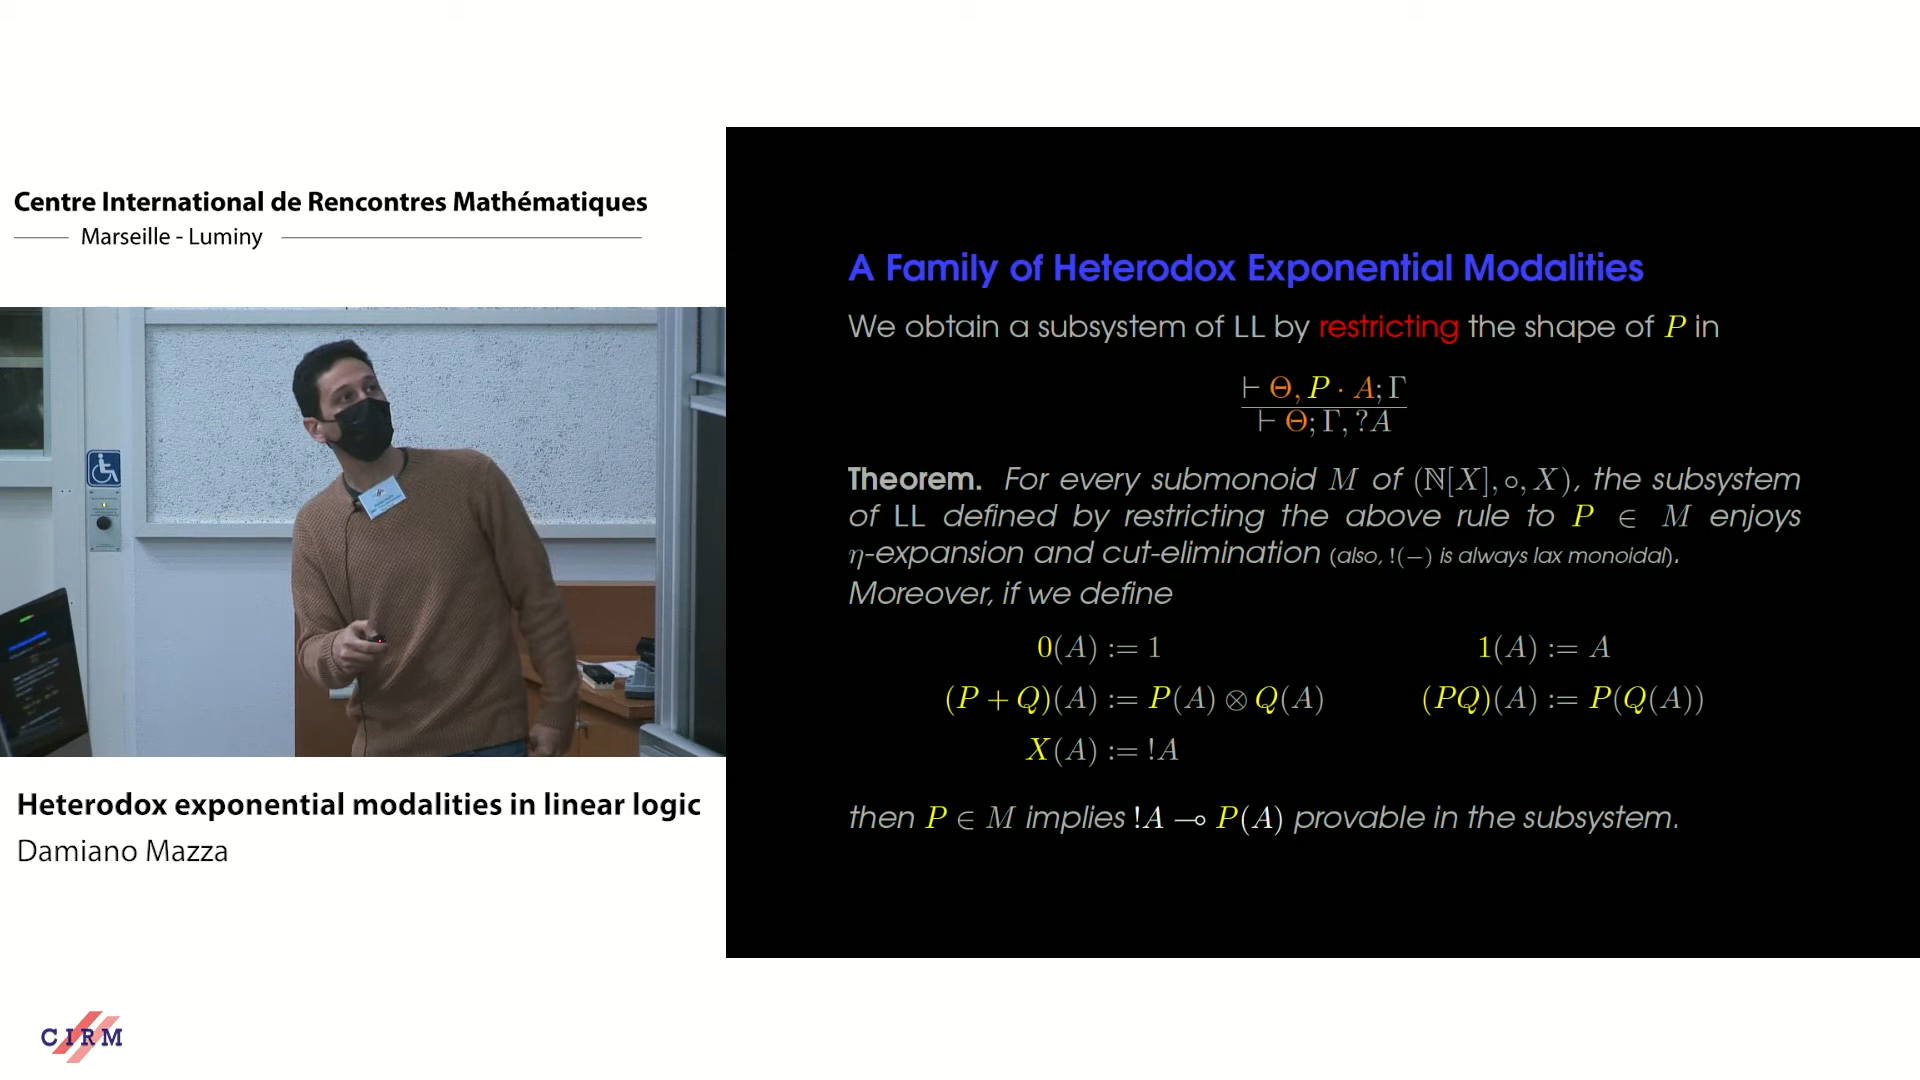 Centre International de Rencontres Mathématiques
Marseille - Luminy
Heterodox exponential modalities in linear logic
Damiano Mazza
CIRM
A Family of Heterodox Exponential Modalities
We obtain a subsystem of LL by restricting the shape of P in
⊢ Θ, P · A; Γ
⊢ Θ; Γ, ?A
Theorem. For every submonoid M of (ℕ[X], ∘, X), the subsystem
of LL defined by restricting the above rule to P ∈ M enjoys
η-expansion and cut-elimination (also, !(−) is always lax monoidal).
Moreover, if we define
0(A) := 1 1(A) := A
(P + Q)(A) := P(A) ⊗ Q(A) (PQ)(A) := P(Q(A))
X(A) := !A
then P ∈ M implies !A ⊸ P(A) provable in the subsystem.